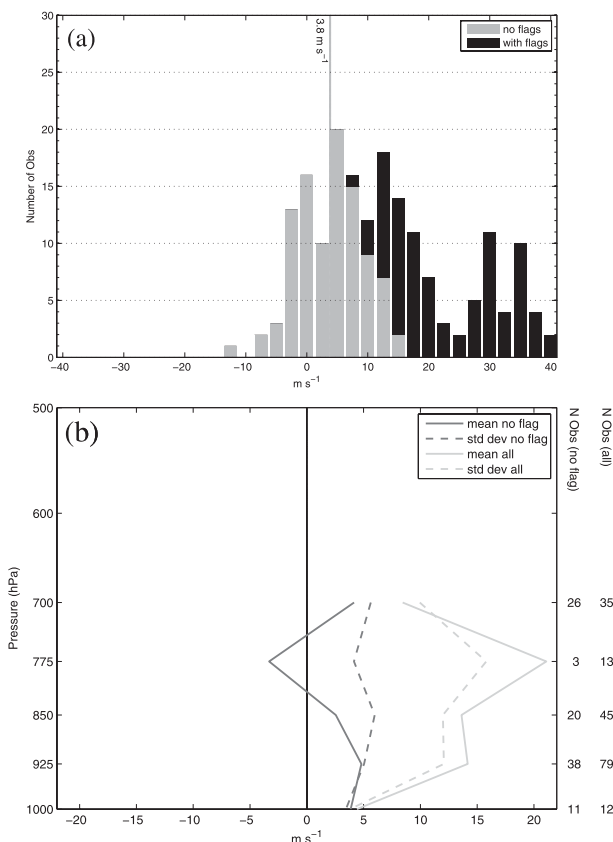 (a)
3.8 m s⁻¹
no flags
with flags
Number of Obs
30
25
20
15
10
5
0
−40 −30 −20 −10 0 10 20 30 40
m s⁻¹
(b)
mean no flag
std dev no flag
mean all
std dev all
N Obs (no flag)
N Obs (all)
Pressure (hPa)
500
600
700 26 35
775 3 13
850 20 45
925 38 79
1000 11 12
−20 −15 −10 −5 0 5 10 15 20
m s⁻¹